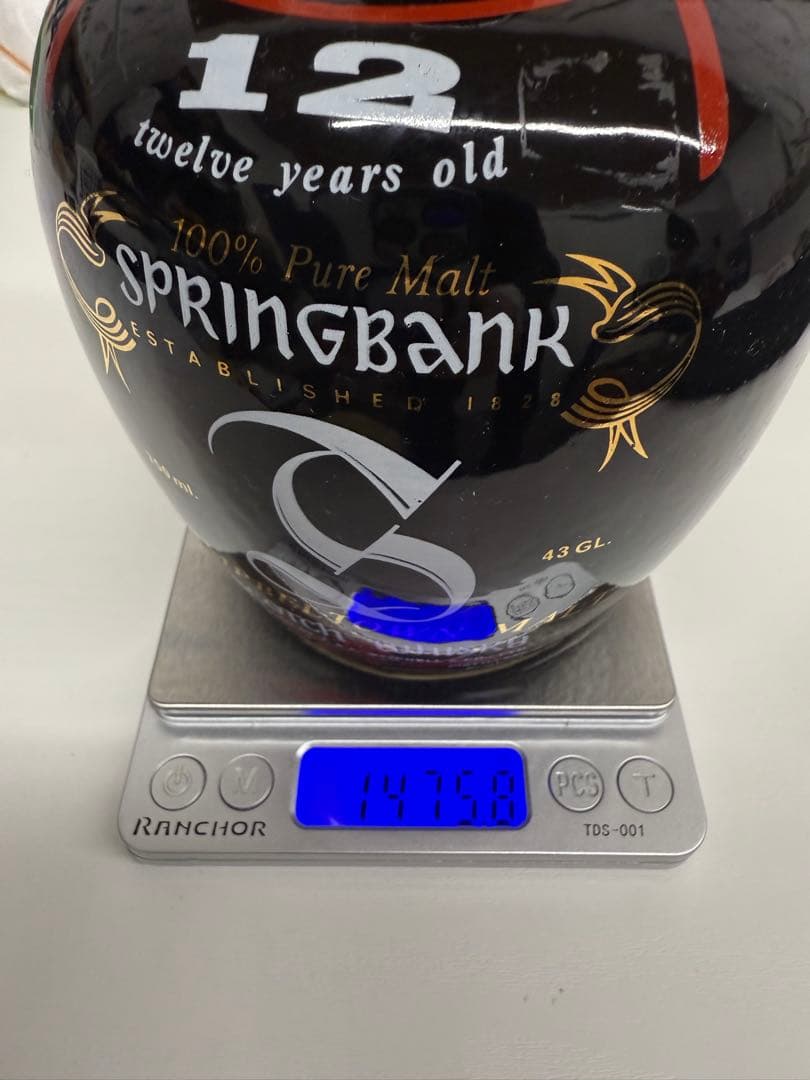 12
twelve years old
100% Pure Malt
SPRINGBANK
ESTABLISHED 1828
S
43 GL.
RANCHOR
1475.8
PCS
T
TDS-001
M